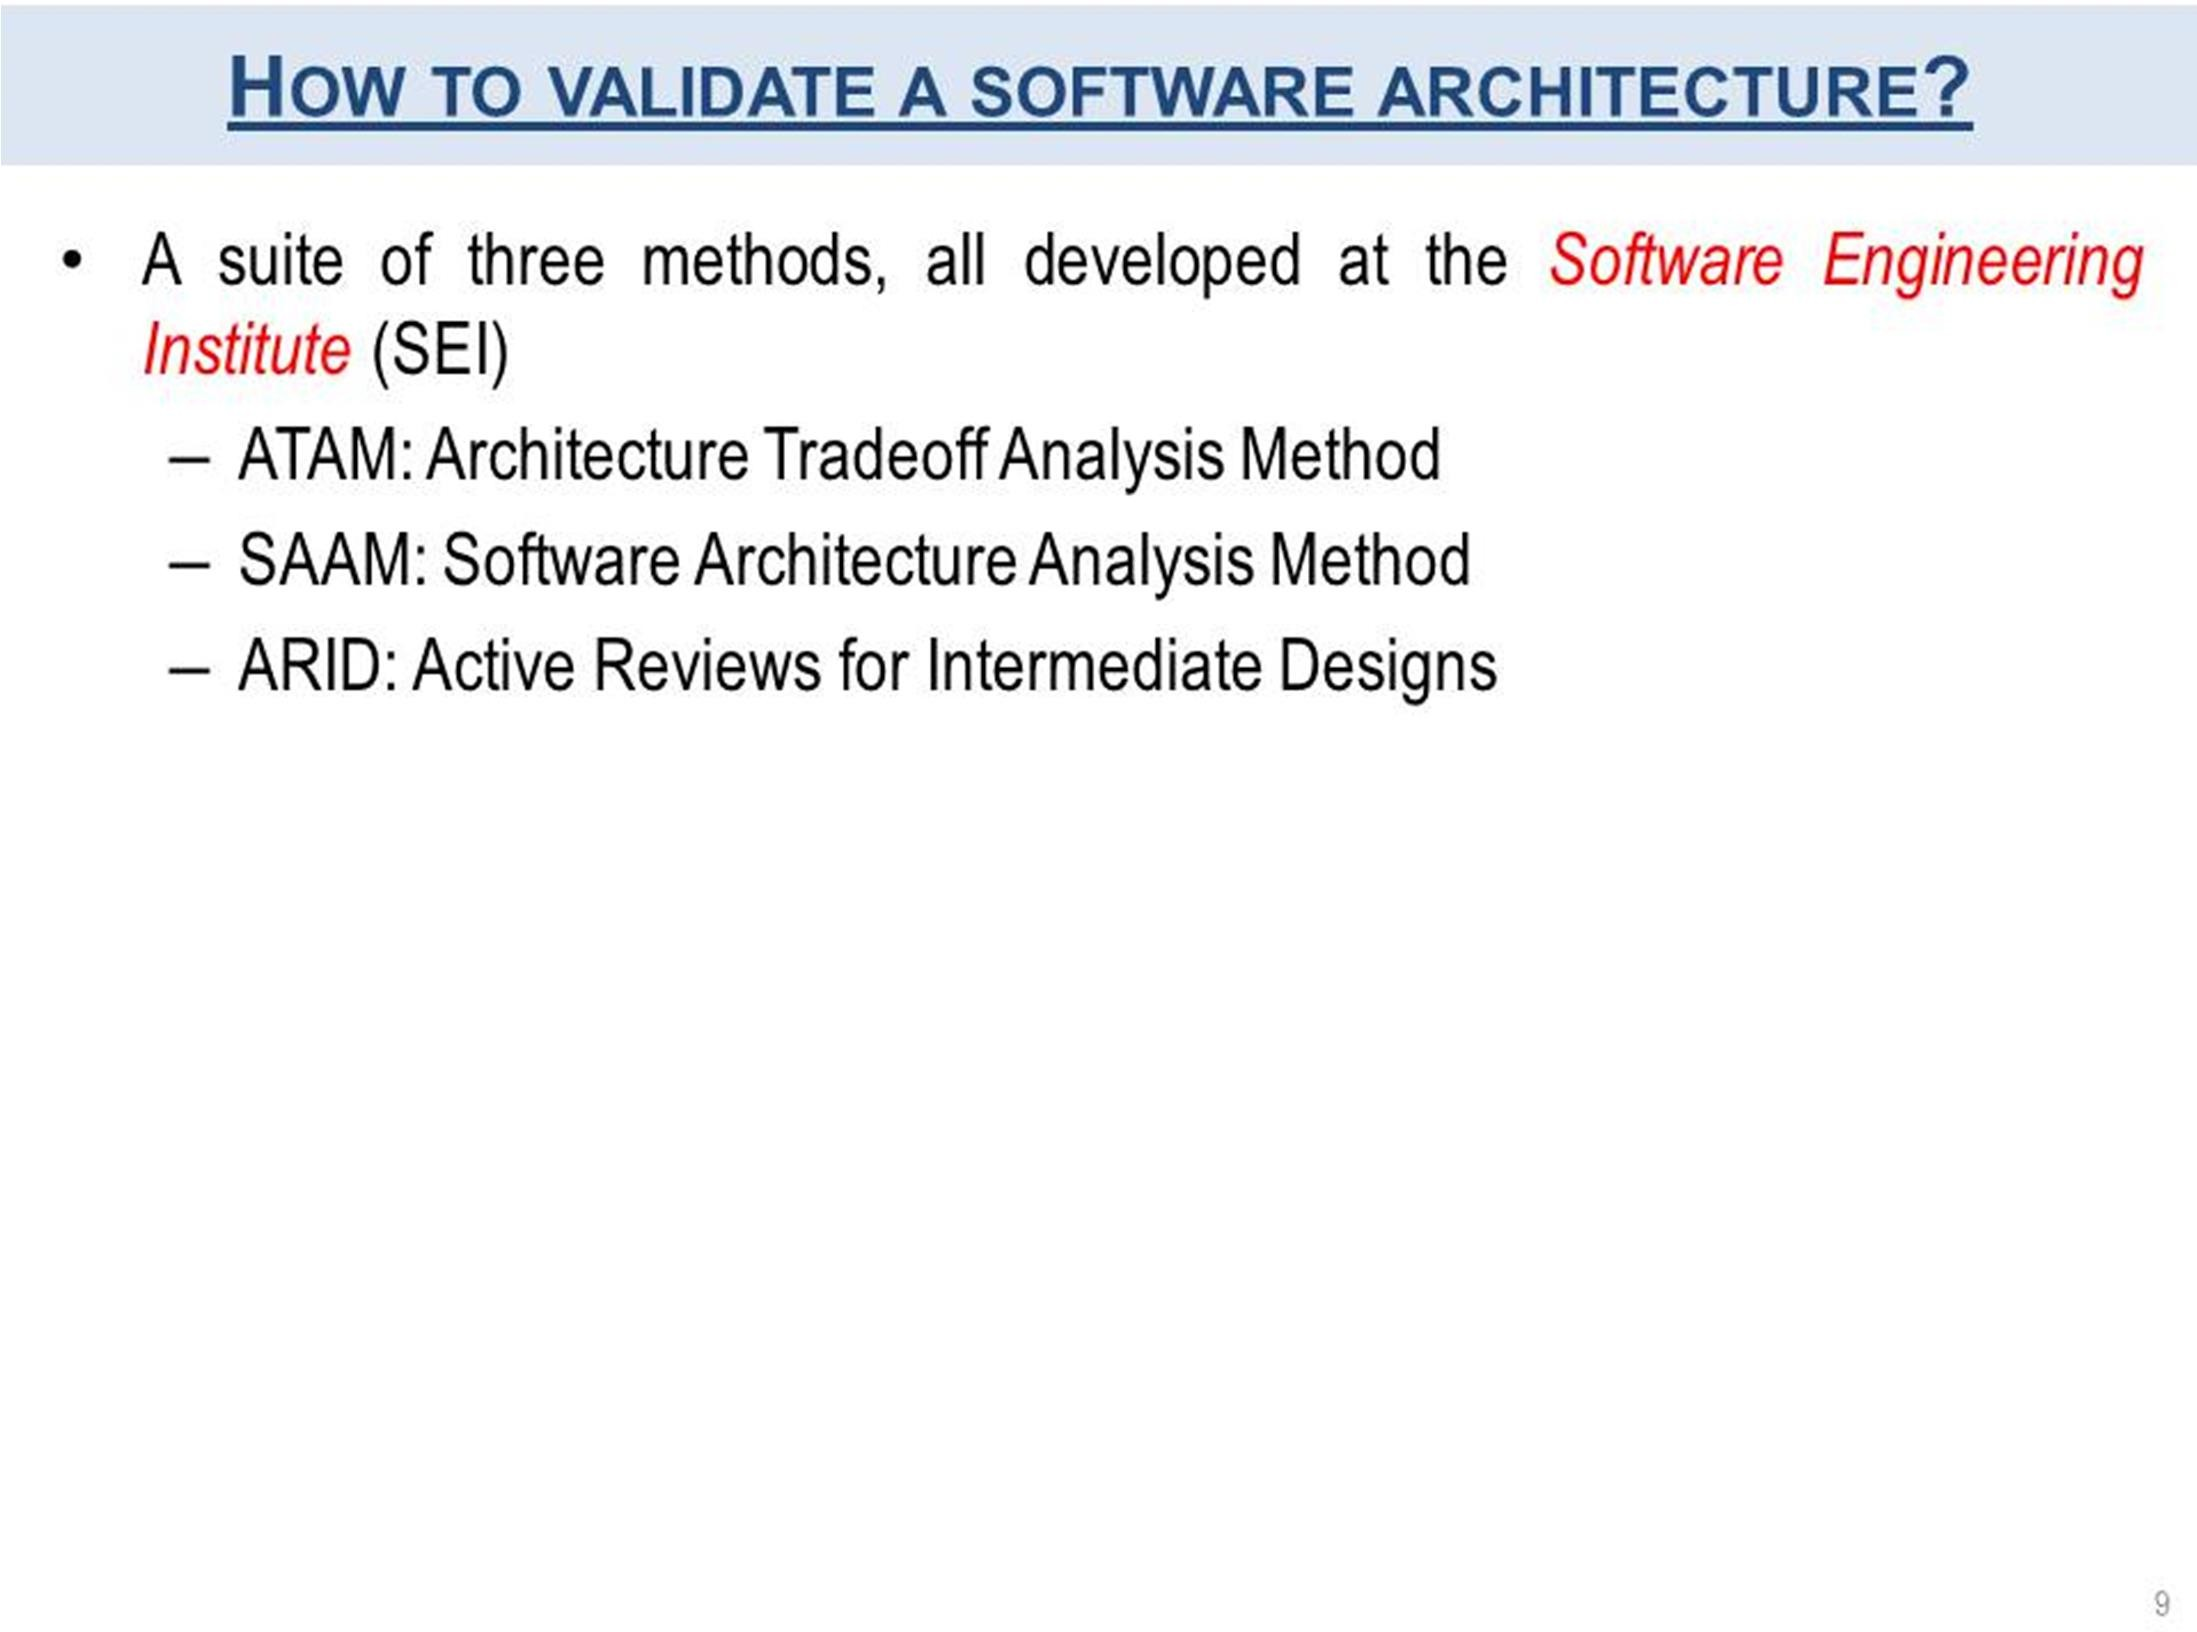 HOW TO VALIDATE A SOFTWARE ARCHITECTURE?
• A suite of three methods, all developed at the Software Engineering
Institute (SEI)
– ATAM: Architecture Tradeoff Analysis Method
– SAAM: Software Architecture Analysis Method
– ARID: Active Reviews for Intermediate Designs
9